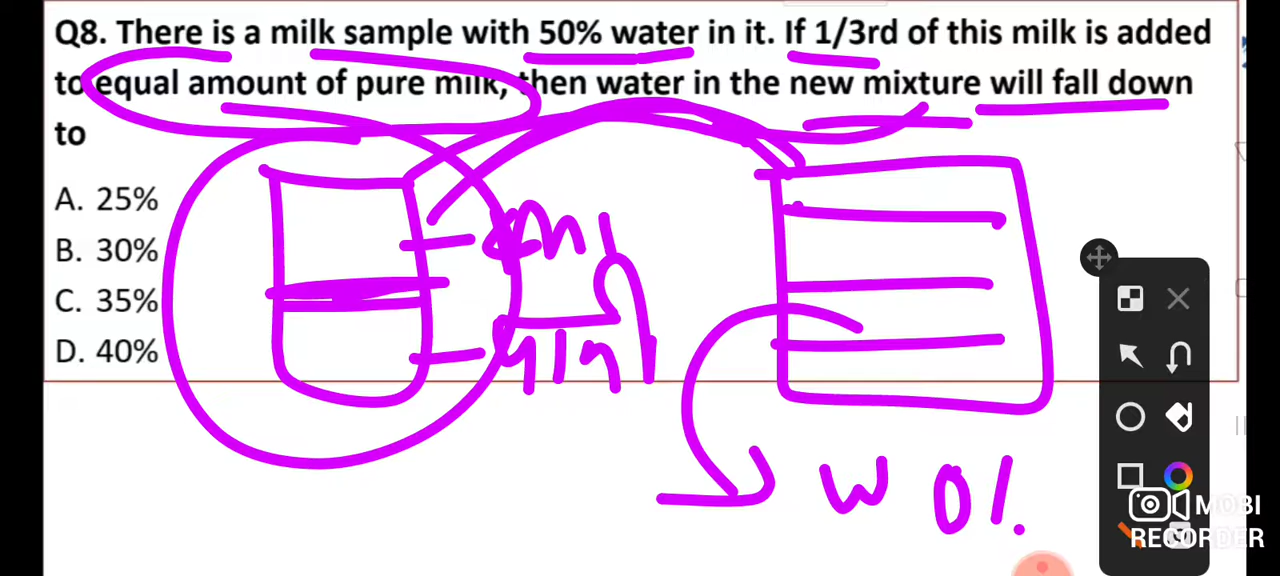 Q8. There is a milk sample with 50% water in it. If 1/3rd of this milk is added
to equal amount of pure milk, then water in the new mixture will fall down
to
A. 25%
B. 30%
C. 35%
D. 40%
W 0%
MOBI
RECORDER